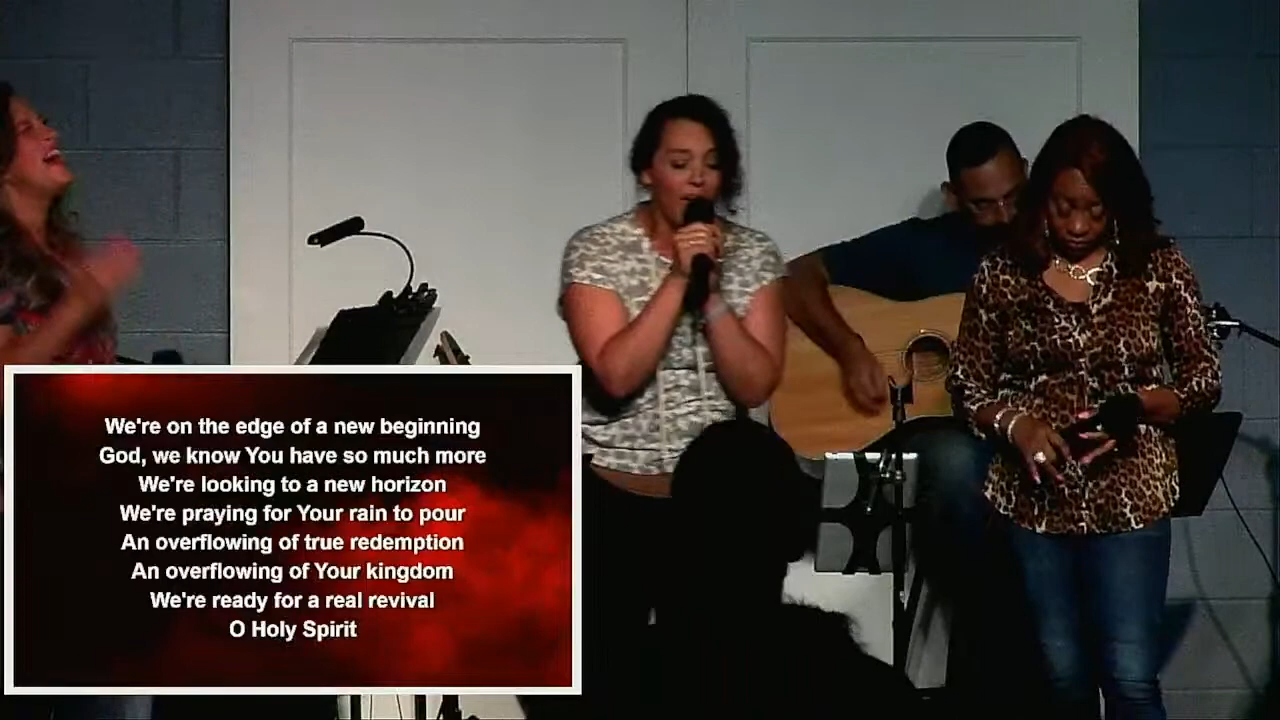 We're on the edge of a new beginning
God, we know You have so much more
We're looking to a new horizon
We're praying for Your rain to pour
An overflowing of true redemption
An overflowing of Your kingdom
We're ready for a real revival
O Holy Spirit